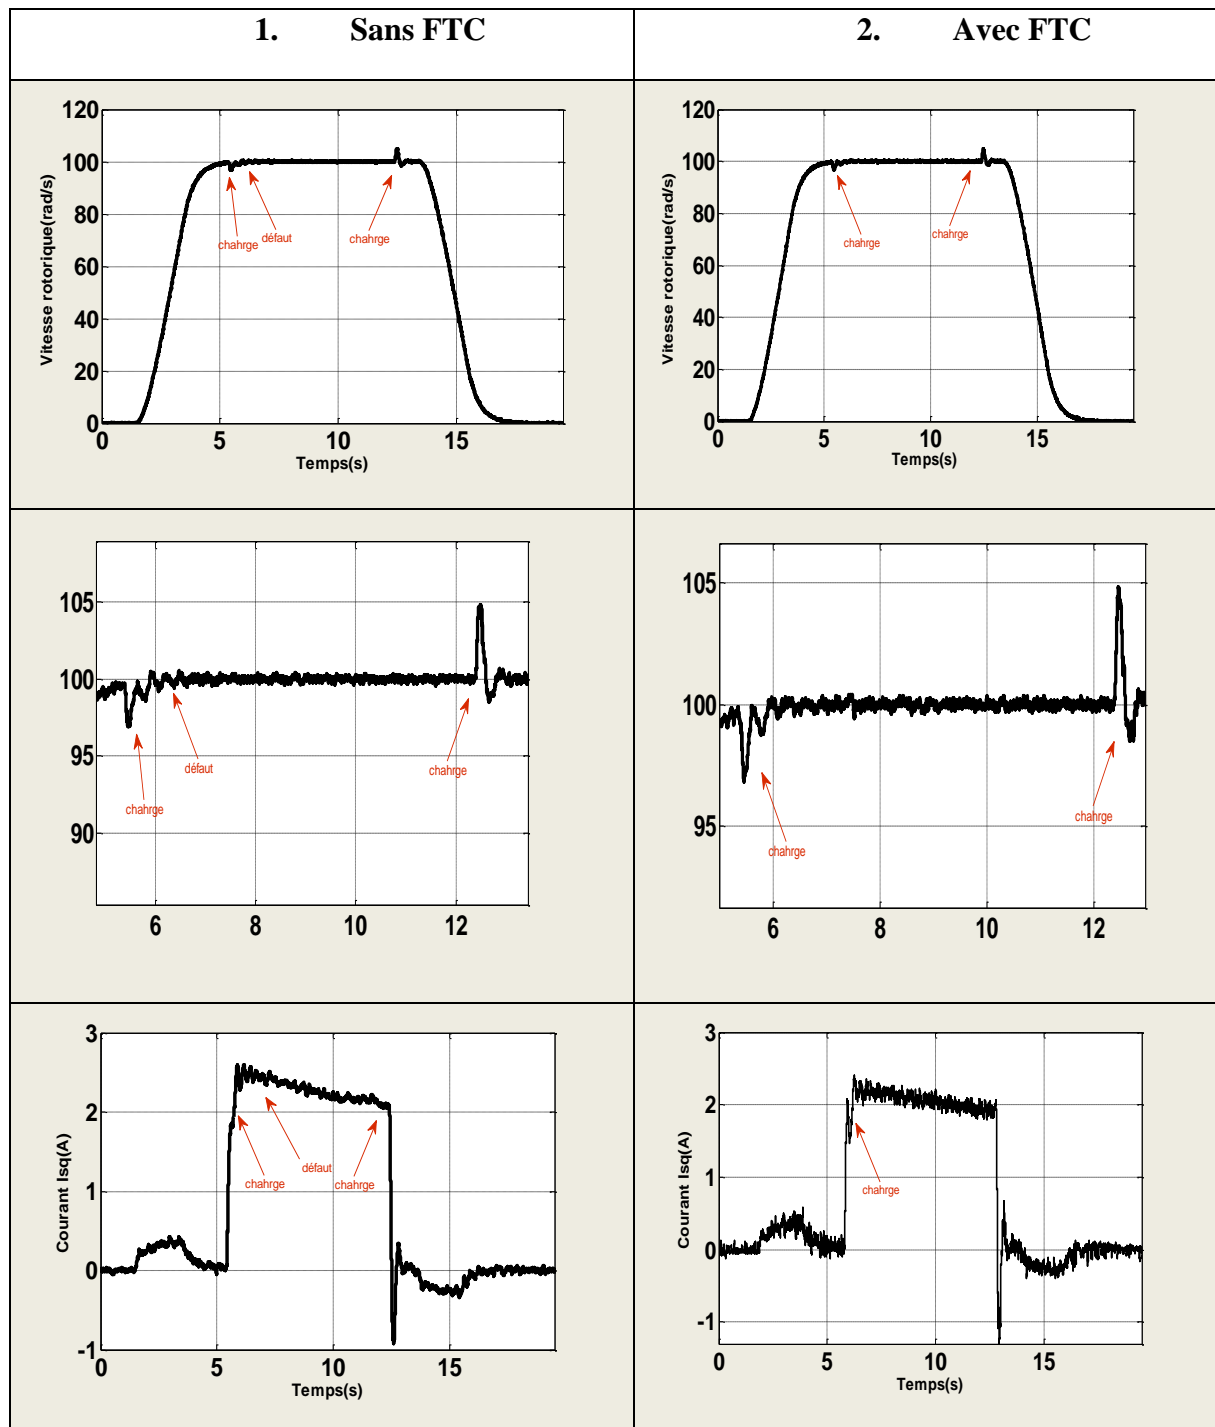 1. Sans FTC
2. Avec FTC
120
100
80
60
40
20
0
0 5 10 15
Vitesse rotorique(rad/s)
Temps(s)
chahrge
défaut
chahrge
120
100
80
60
40
20
0
0 5 10 15
Vitesse rotorique(rad/s)
Temps(s)
chahrge
chahrge
105
100
95
90
6 8 10 12
chahrge
défaut
chahrge
105
100
95
6 8 10 12
chahrge
chahrge
3
2
1
0
-1
0 5 10 15
Courant Isq(A)
Temps(s)
chahrge
défaut
chahrge
3
2
1
0
-1
0 5 10 15
Courant Isq(A)
Temps(s)
chahrge